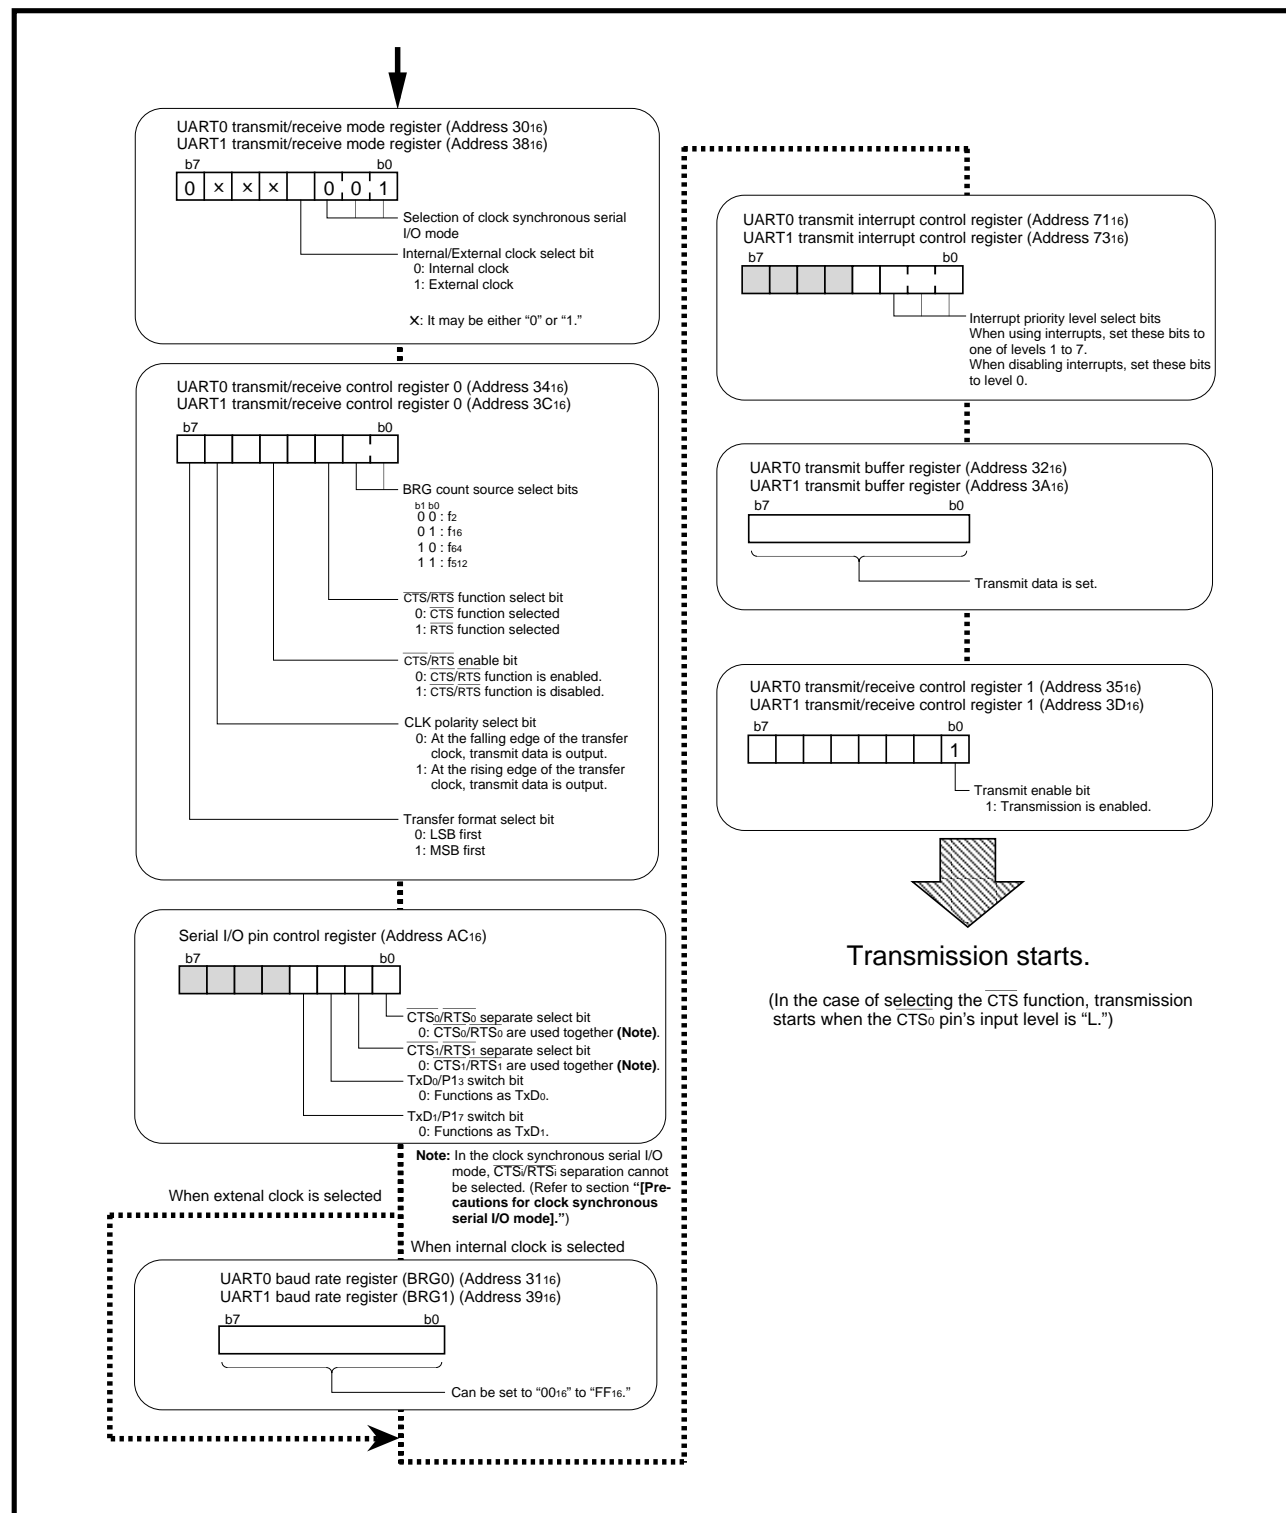 UART0 transmit/receive mode register (Address 3016)
UART1 transmit/receive mode register (Address 3816)
b7 b0
0 × × × 0 0 1
Selection of clock synchronous serial
I/O mode
Internal/External clock select bit
0: Internal clock
1: External clock
×: It may be either “0” or “1.”
UART0 transmit/receive control register 0 (Address 3416)
UART1 transmit/receive control register 0 (Address 3C16)
b7 b0
BRG count source select bits
b1 b0
0 0 : f2
0 1 : f16
1 0 : f64
1 1 : f512
CTS/RTS function select bit
0: CTS function selected
1: RTS function selected
CTS/RTS enable bit
0: CTS/RTS function is enabled.
1: CTS/RTS function is disabled.
CLK polarity select bit
0: At the falling edge of the transfer
clock, transmit data is output.
1: At the rising edge of the transfer
clock, transmit data is output.
Transfer format select bit
0: LSB first
1: MSB first
Serial I/O pin control register (Address AC16)
b7 b0
CTS0/RTS0 separate select bit
0: CTS0/RTS0 are used together (Note).
CTS1/RTS1 separate select bit
0: CTS1/RTS1 are used together (Note).
TxD0/P13 switch bit
0: Functions as TxD0.
TxD1/P17 switch bit
0: Functions as TxD1.
Note: In the clock synchronous serial I/O
mode, CTSi/RTSi separation cannot
be selected. (Refer to section “[Pre-
cautions for clock synchronous
serial I/O mode].”)
When extenal clock is selected
When internal clock is selected
UART0 baud rate register (BRG0) (Address 3116)
UART1 baud rate register (BRG1) (Address 3916)
b7 b0
Can be set to “0016” to “FF16.”
UART0 transmit interrupt control register (Address 7116)
UART1 transmit interrupt control register (Address 7316)
b7 b0
Interrupt priority level select bits
When using interrupts, set these bits to
one of levels 1 to 7.
When disabling interrupts, set these bits
to level 0.
UART0 transmit buffer register (Address 3216)
UART1 transmit buffer register (Address 3A16)
b7 b0
Transmit data is set.
UART0 transmit/receive control register 1 (Address 3516)
UART1 transmit/receive control register 1 (Address 3D16)
b7 b0
1
Transmit enable bit
1: Transmission is enabled.
Transmission starts.
(In the case of selecting the CTS function, transmission
starts when the CTS0 pin’s input level is “L.”)